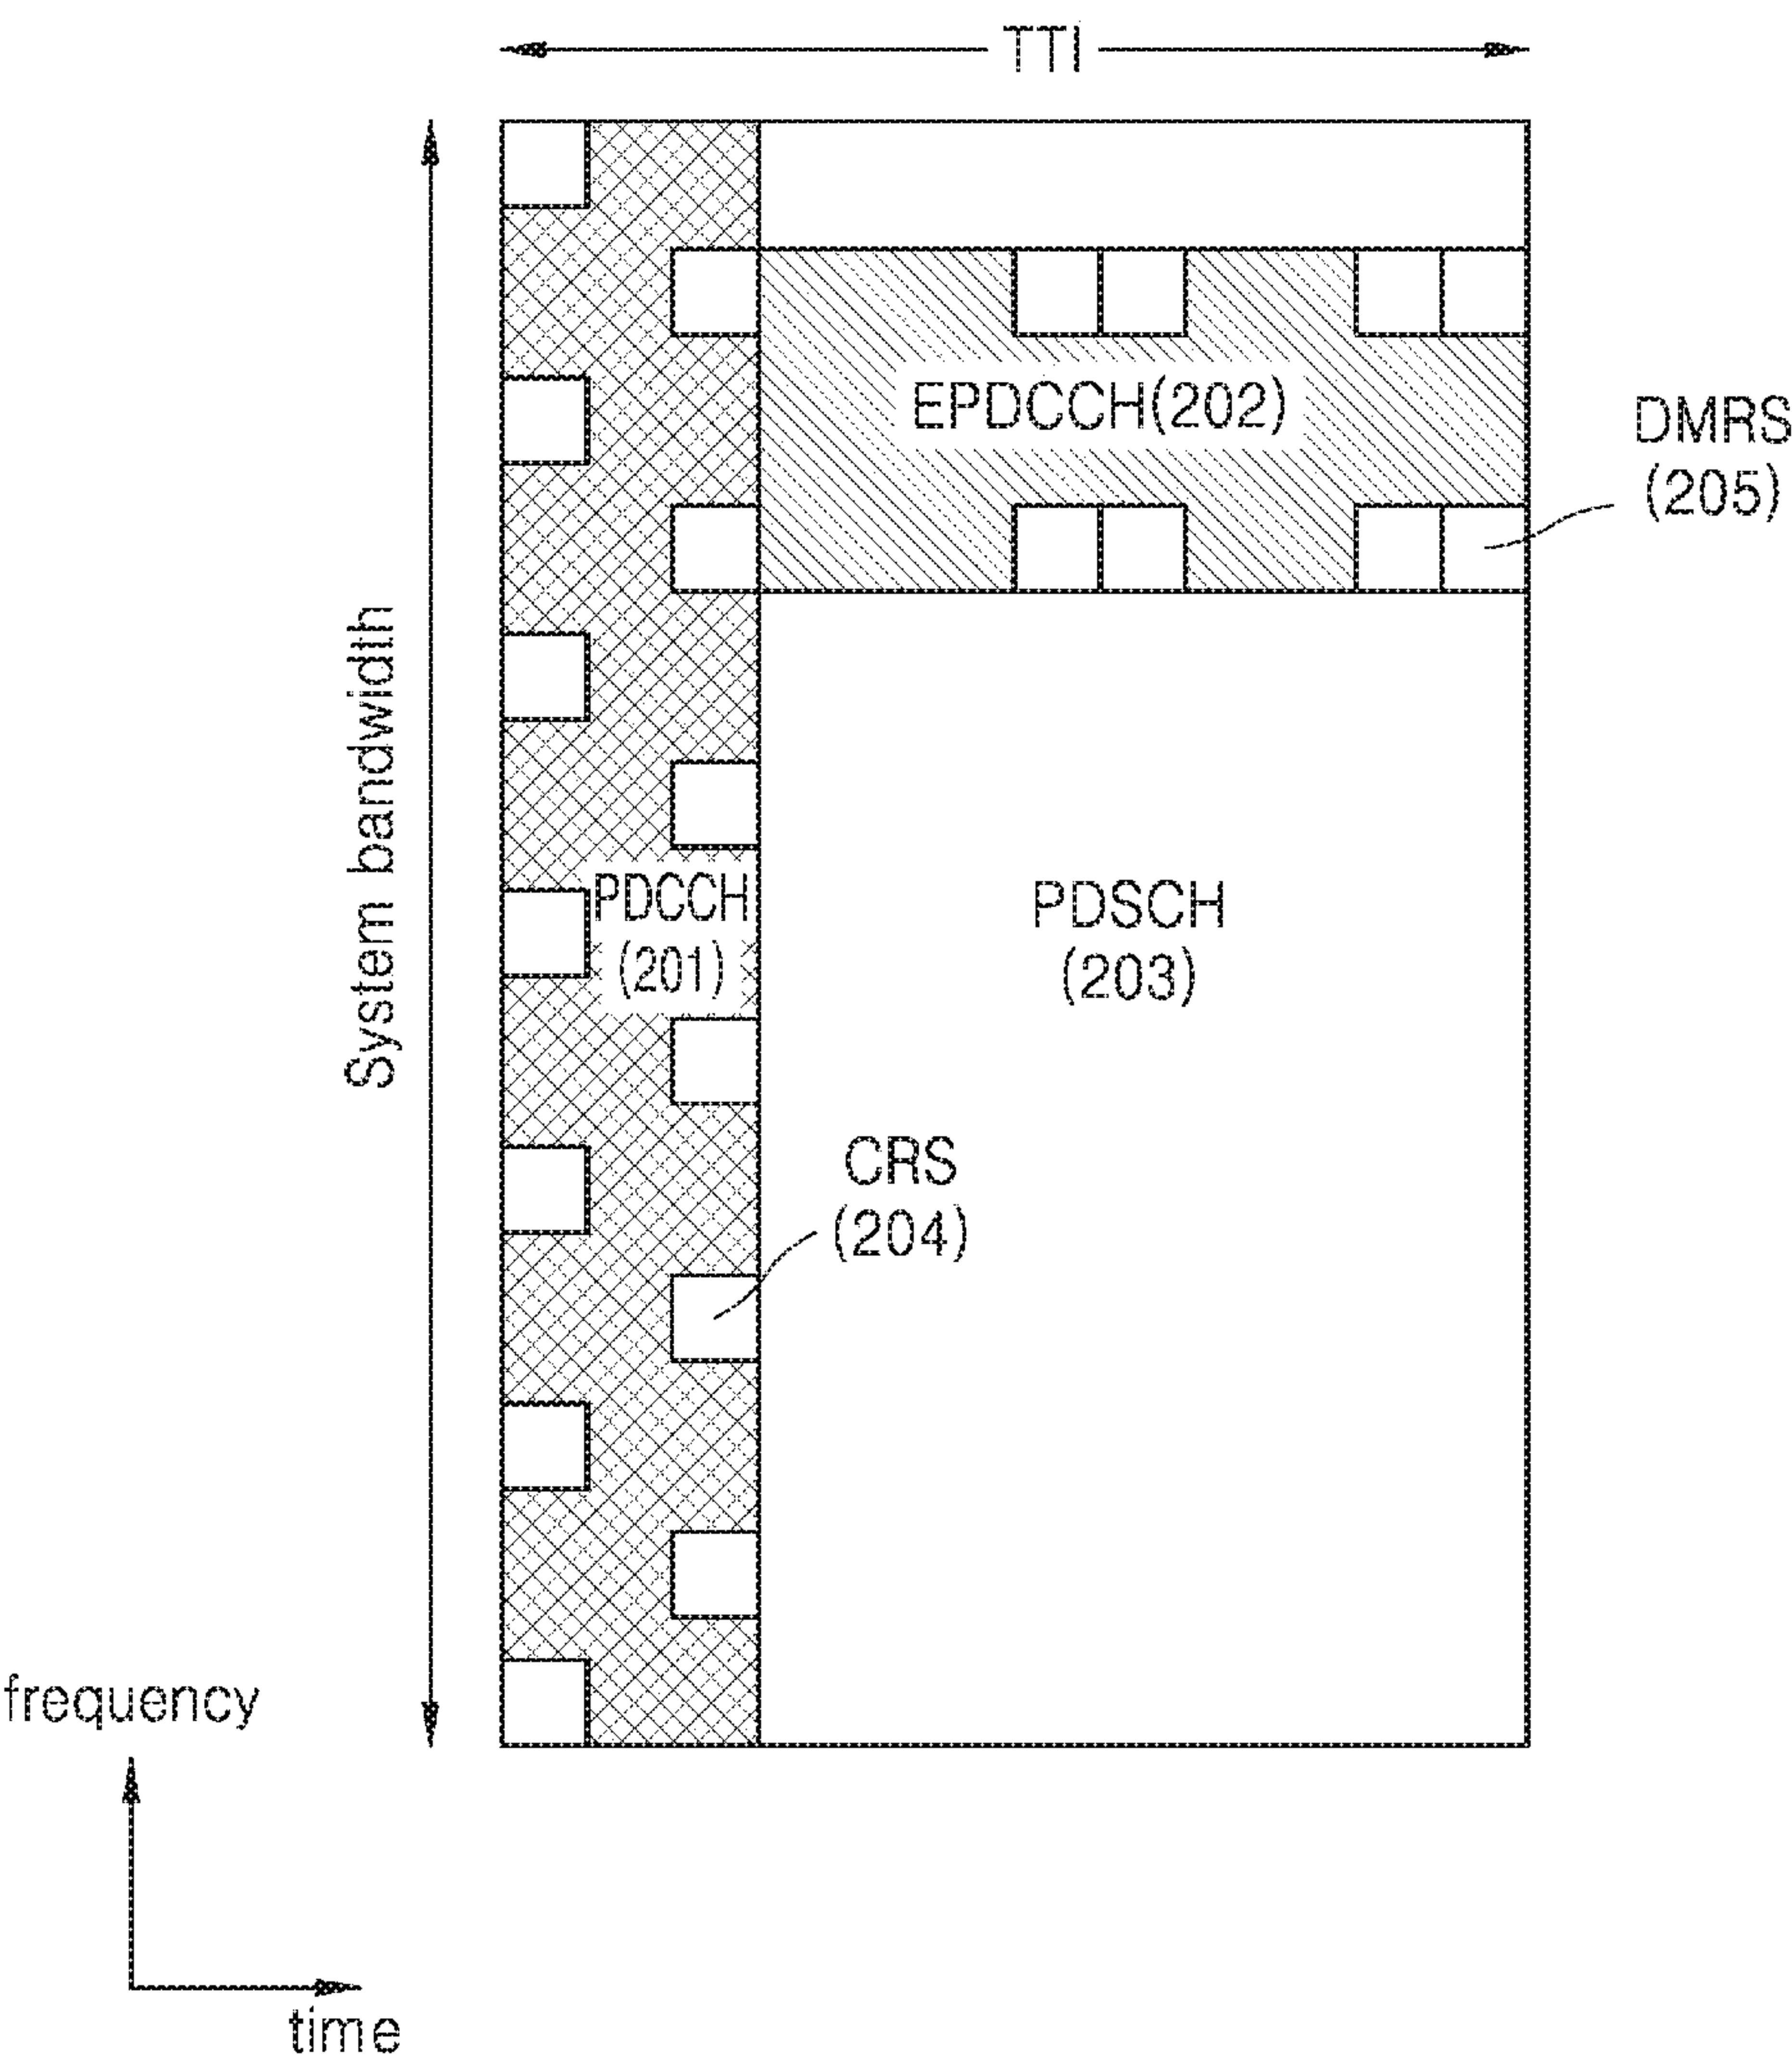 TTI
EPDCCH(202)
DMRS
(205)
System bandwidth
PDCCH
(201)
PDSCH
(203)
CRS
(204)
frequency
time